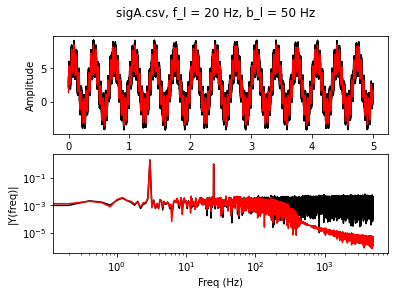 sigA.csv, f_l = 20 Hz, b_l = 50 Hz
Amplitude
5
0
0 1 2 3 4 5
|Y(freq)|
10⁻¹
10⁻³
10⁻⁵
10⁰ 10¹ 10² 10³
Freq (Hz)